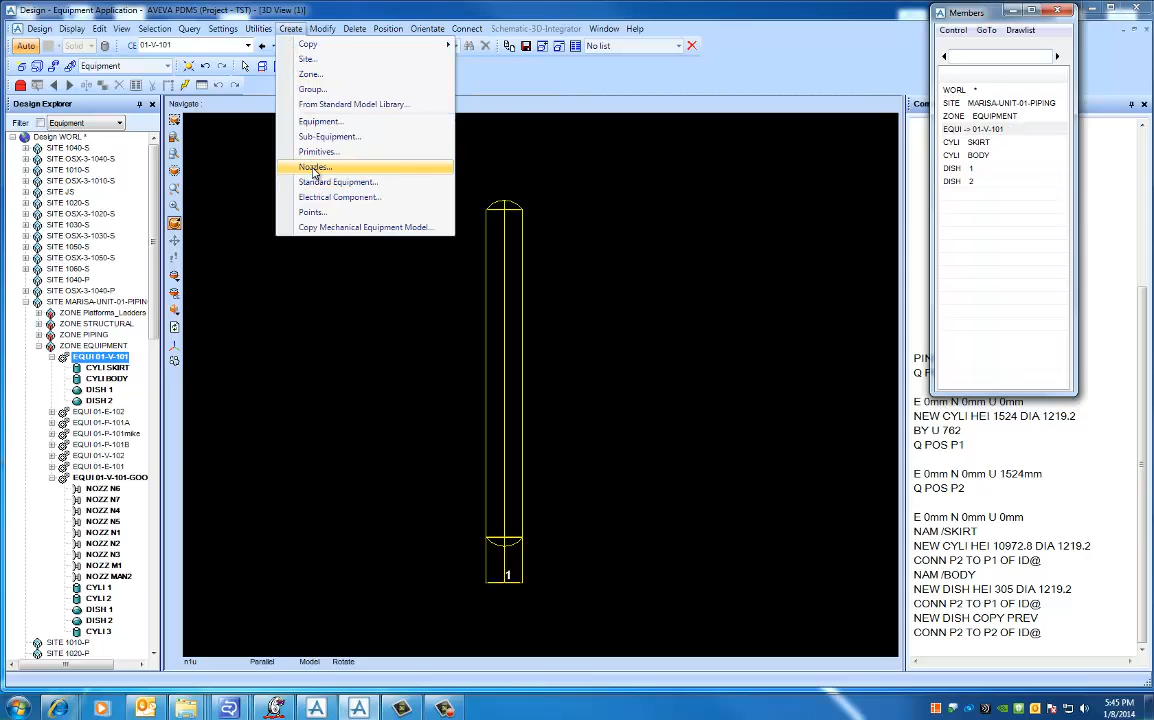 Design - Equipment Application - AVEVA PDMS (Project - TST) - [3D View (1)]
Design Display Edit View Selection Query Settings Utilities Create Modify Delete Position Orientate Connect Schematic-3D-Integrator Window Help
Auto Solid CE 01-V-101 No list
Equipment
Design Explorer
Filter Equipment
Design WORL *
SITE 1040-S
SITE OSX-3-1040-S
SITE 1010-S
SITE JS
SITE 1020-S
SITE OSX-3-1020-S
SITE 1030-S
SITE OSX-3-1030-S
SITE OSX-3-1010-S
SITE OSX-3-1050-S
SITE OSX-3-1060-S
SITE 1060-S
SITE 1040-P
SITE OSX-3-1040-P
SITE MARISA-UNIT-01-PIPING
ZONE Platforms_Ladders
ZONE STRUCTURAL
ZONE PIPING
ZONE EQUIPMENT
EQUI 01-V-101
CYLI SKIRT
CYLI BODY
DISH 1
DISH 2
EQUI 01-E-102
EQUI 01-P-101A
EQUI 01-P-101mike
EQUI 01-P-101B
EQUI 01-V-102
EQUI 01-E-101
EQUI 01-V-101-GOO
NOZZ N6
NOZZ N7
NOZZ N4
NOZZ N5
NOZZ N1
NOZZ N2
NOZZ N3
NOZZ M1
NOZZ MAN2
CYLI 1
CYLI 2
DISH 1
DISH 2
CYLI 3
SITE 1010-P
SITE 1020-P
Navigate :
Copy
Site...
Zone...
Group...
From Standard Model Library...
Equipment...
Sub-Equipment...
Primitives...
Nozzles...
Standard Equipment...
Electrical Component...
Points...
Copy Mechanical Equipment Model...
1
n1u Parallel Model Rotate
Members
Control GoTo Drawlist
WORL *
SITE MARISA-UNIT-01-PIPING
ZONE EQUIPMENT
EQUI -> 01-V-101
CYLI SKIRT
CYLI BODY
DISH 1
DISH 2
Q P
E 0mm N 0mm U 0mm
NEW CYLI HEI 1524 DIA 1219.2
BY U 762
Q POS P1
E 0mm N 0mm U 1524mm
Q POS P2
E 0mm N 0mm U 0mm
NAM /SKIRT
NEW CYLI HEI 10972.8 DIA 1219.2
CONN P2 TO P1 OF ID@
NAM /BODY
NEW DISH HEI 305 DIA 1219.2
CONN P2 TO P1 OF ID@
NEW DISH COPY PREV
CONN P2 TO P2 OF ID@
5:45 PM
1/8/2014